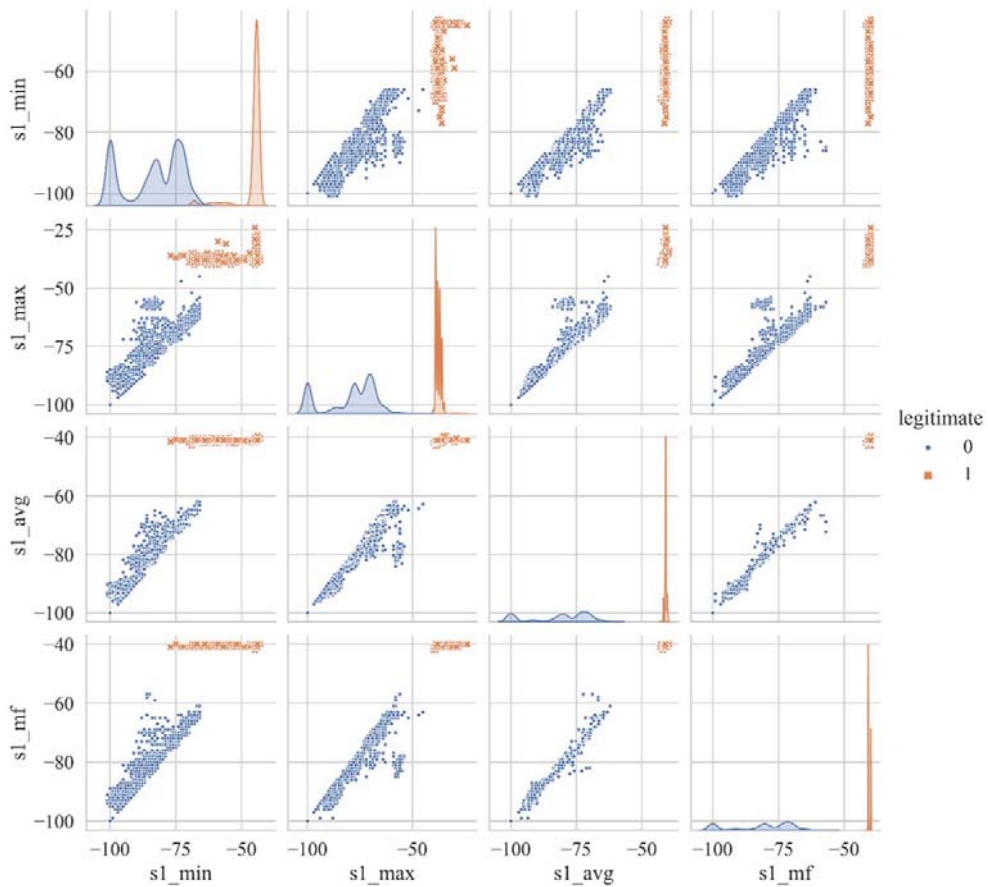 s1_min
−60
−80
−100
s1_max
−25
−50
−75
−100
legitimate
0
1
s1_avg
−40
−60
−80
−100
s1_mf
−40
−60
−80
−100
−100 −75 −50 −100 −75 −50 −100 −75 −50 −100 −75 −50
s1_min s1_max s1_avg s1_mf